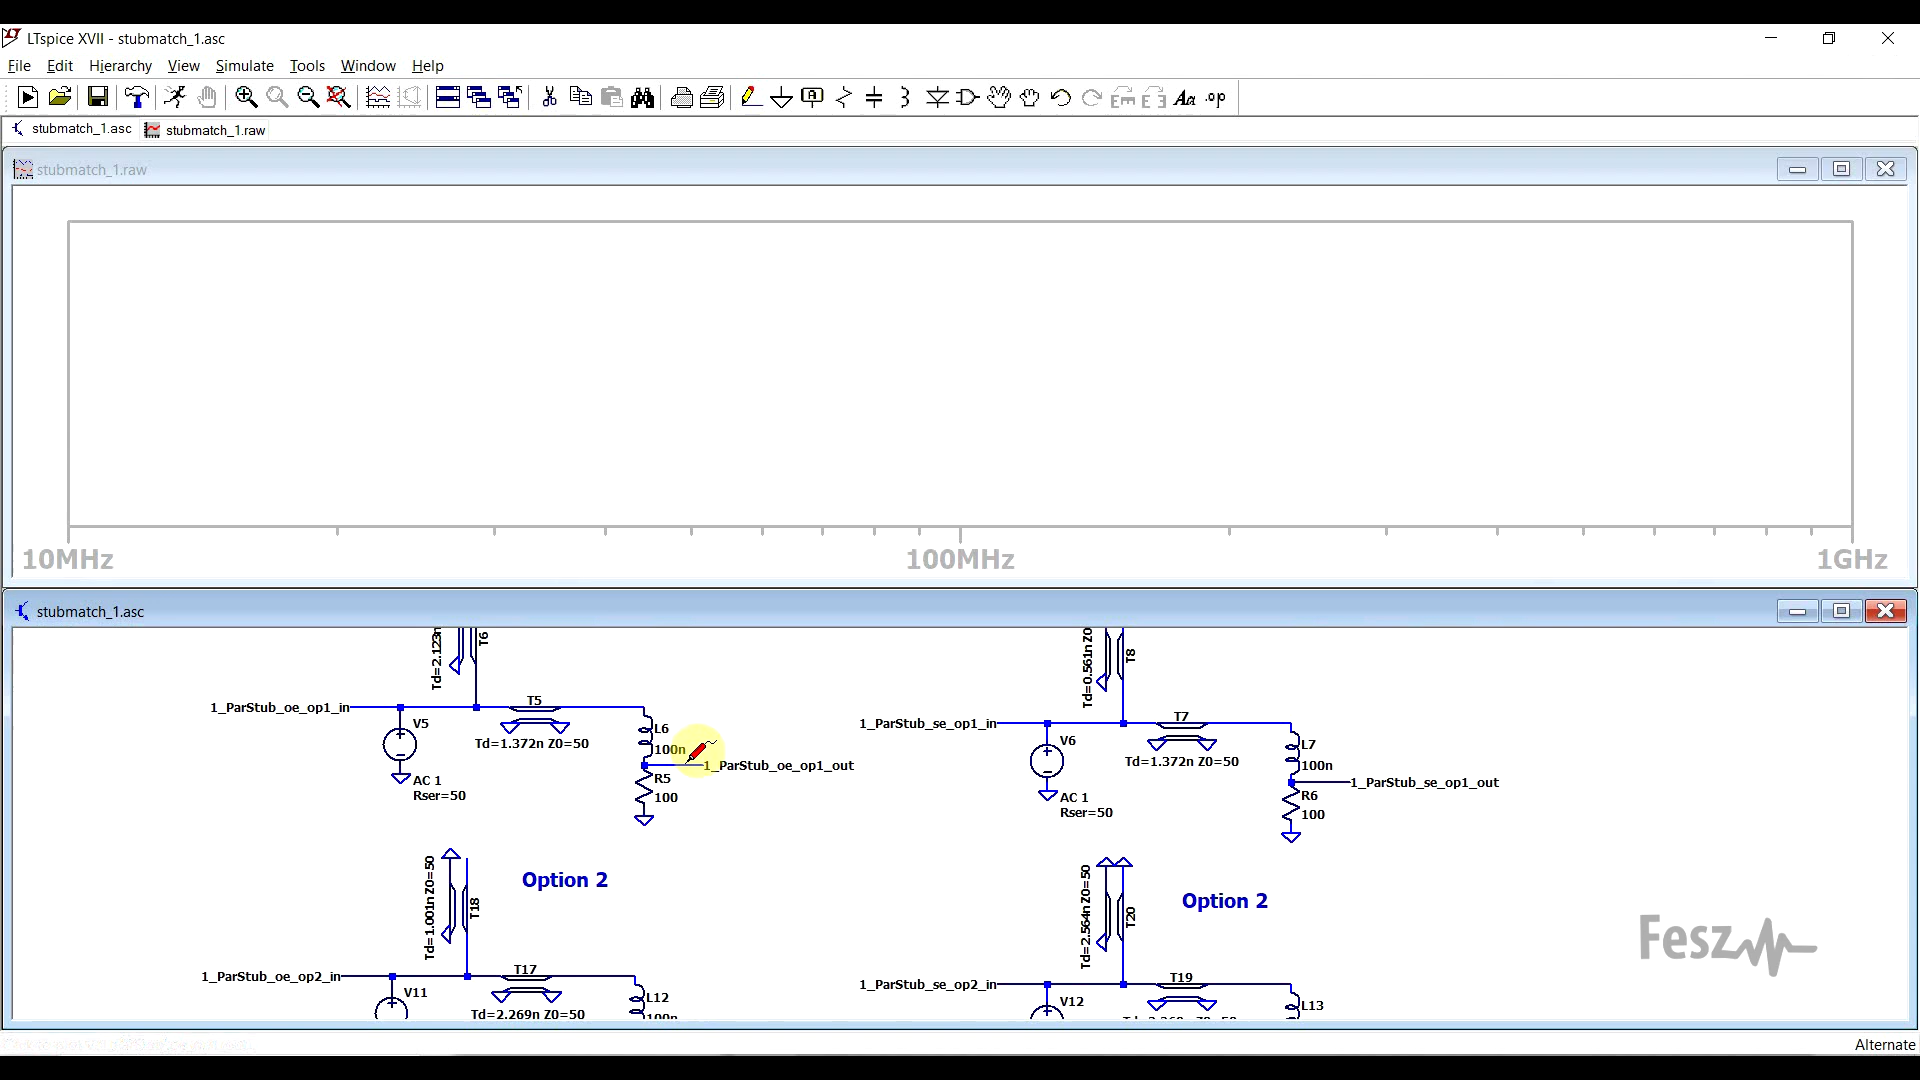 LTspice XVII - stubmatch_1.asc
File Edit Hierarchy View Simulate Tools Window Help
.op
stubmatch_1.asc stubmatch_1.raw
stubmatch_1.raw
10MHz 100MHz 1GHz
stubmatch_1.asc
Td=2.123n
T6
Td=0.561n Z0
T8
1_ParStub_oe_op1_in
V5
AC 1
Rser=50
T5
Td=1.372n Z0=50
L6
100n
1_ParStub_oe_op1_out
R5
100
1_ParStub_se_op1_in
V6
AC 1
Rser=50
T7
Td=1.372n Z0=50
L7
100n
1_ParStub_se_op1_out
R6
100
Td=1.001n Z0=50
T18
Option 2
Td=2.564n Z0=50
T20
Option 2
1_ParStub_oe_op2_in
V11
T17
Td=2.269n Z0=50
L12
100n
1_ParStub_se_op2_in
V12
T19
L13
Fesz
Alternate